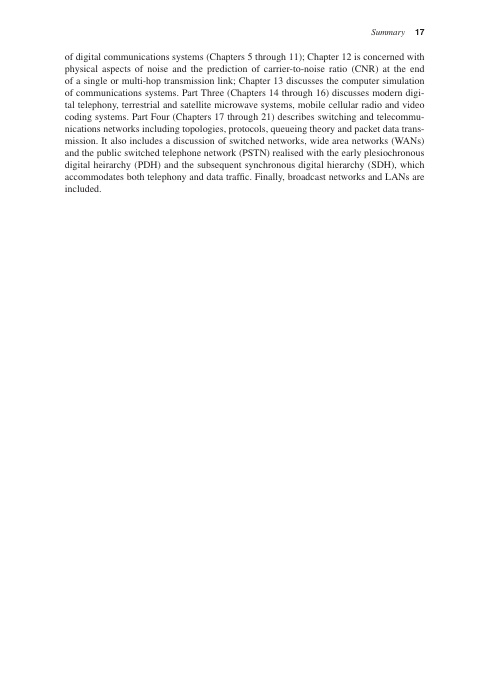 Summary 17
of digital communications systems (Chapters 5 through 11); Chapter 12 is concerned with
physical aspects of noise and the prediction of carrier-to-noise ratio (CNR) at the end
of a single or multi-hop transmission link; Chapter 13 discusses the computer simulation
of communications systems. Part Three (Chapters 14 through 16) discusses modern digi-
tal telephony, terrestrial and satellite microwave systems, mobile cellular radio and video
coding systems. Part Four (Chapters 17 through 21) describes switching and telecommu-
nications networks including topologies, protocols, queueing theory and packet data trans-
mission. It also includes a discussion of switched networks, wide area networks (WANs)
and the public switched telephone network (PSTN) realised with the early plesiochronous
digital heirarchy (PDH) and the subsequent synchronous digital hierarchy (SDH), which
accommodates both telephony and data traffic. Finally, broadcast networks and LANs are
included.